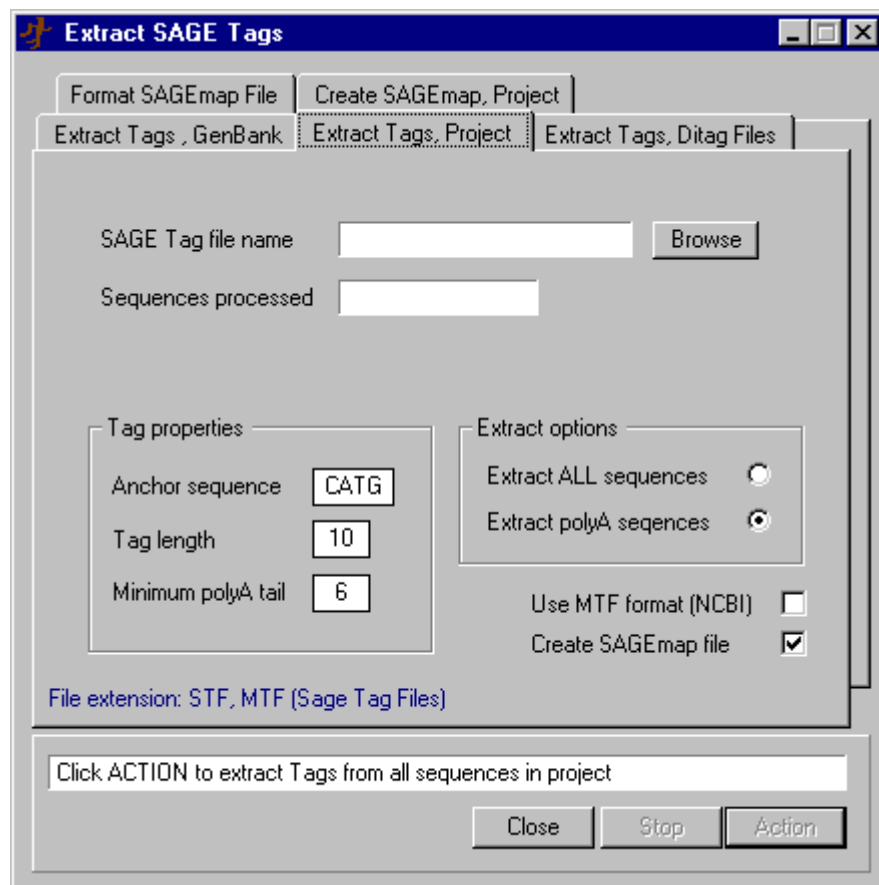 Extract SAGE Tags
Format SAGEmap File
Create SAGEmap, Project
Extract Tags , GenBank
Extract Tags, Project
Extract Tags, Ditag Files
SAGE Tag file name
Browse
Sequences processed
Tag properties
Anchor sequence
CATG
Tag length
10
Minimum polyA tail
6
Extract options
Extract ALL sequences
Extract polyA seqences
Use MTF format (NCBI)
Create SAGEmap file
File extension: STF, MTF (Sage Tag Files)
Click ACTION to extract Tags from all sequences in project
Close
Stop
Action